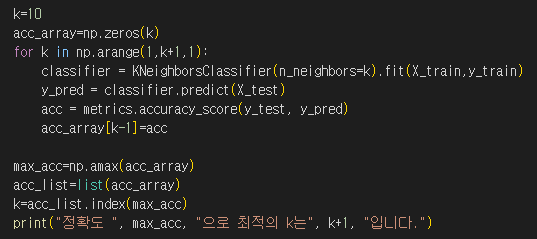 k=10
acc_array=np.zeros(k)
for k in np.arange(1,k+1,1):
    classifier = KNeighborsClassifier(n_neighbors=k).fit(X_train,y_train)
    y_pred = classifier.predict(X_test)
    acc = metrics.accuracy_score(y_test, y_pred)
    acc_array[k-1]=acc

max_acc=np.amax(acc_array)
acc_list=list(acc_array)
k=acc_list.index(max_acc)
print("정확도 ", max_acc, "으로 최적의 k는", k+1, "입니다.")